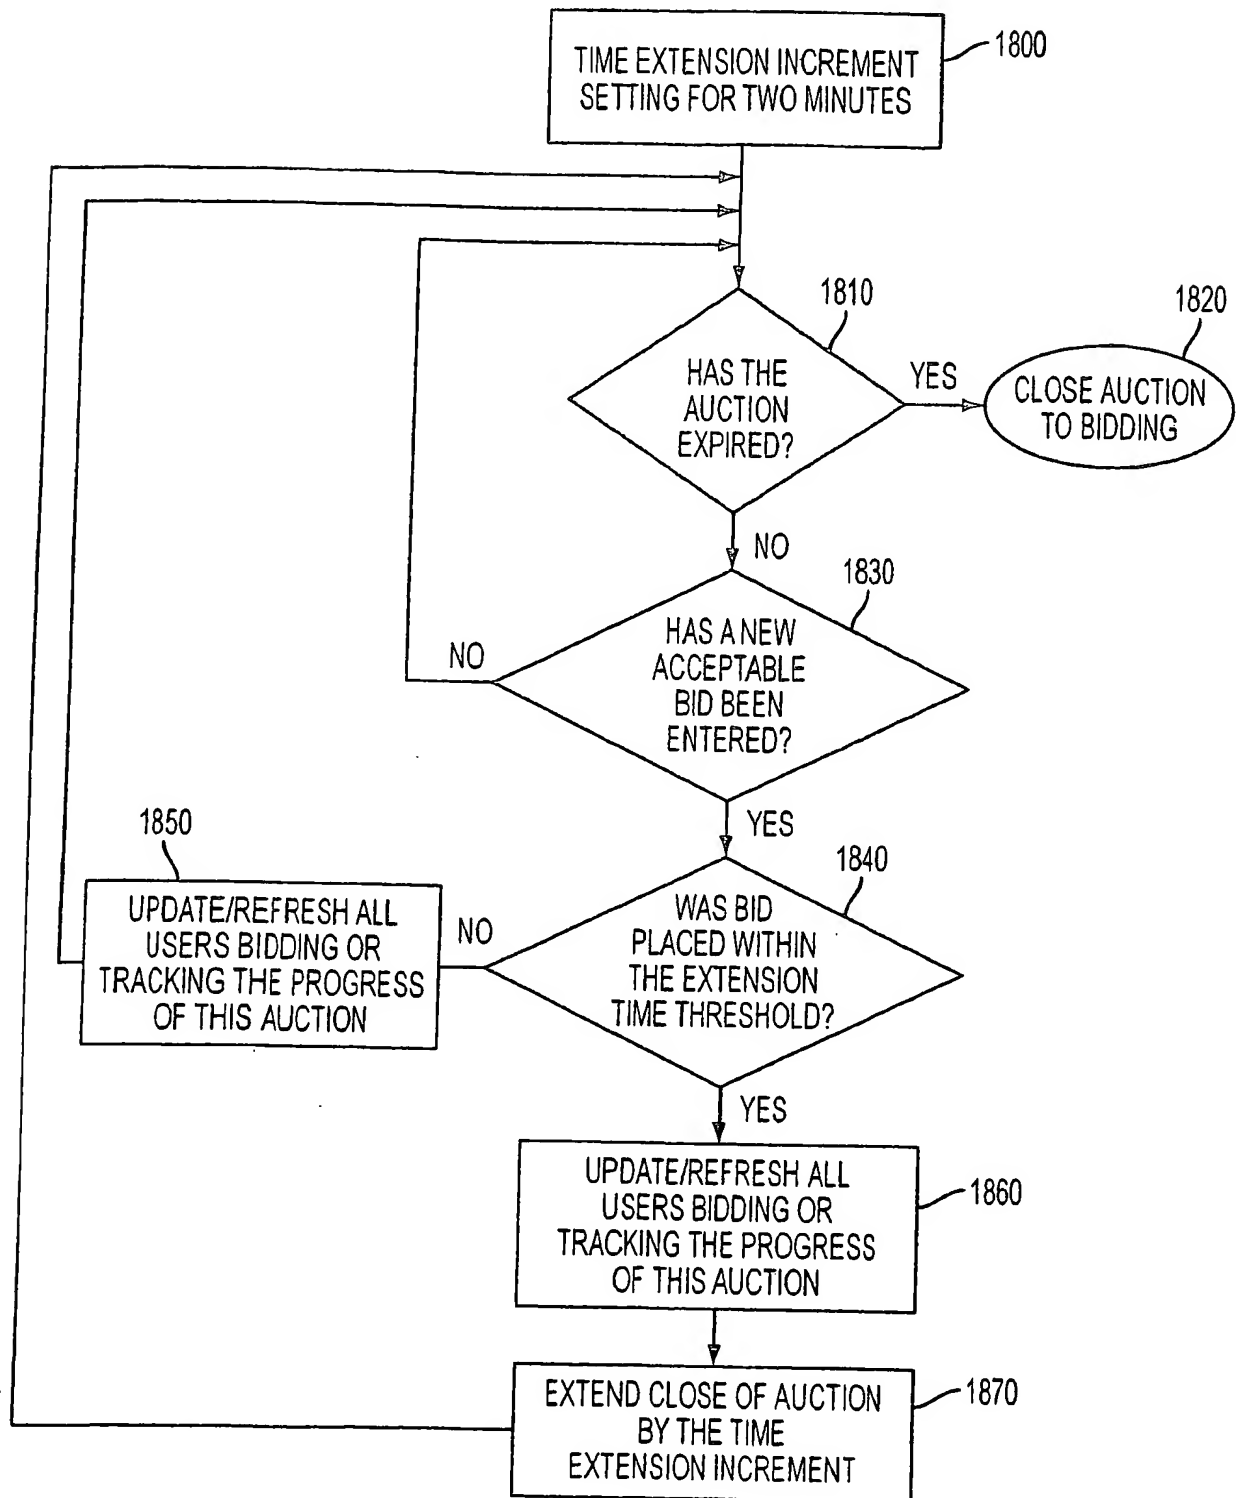 1800
TIME EXTENSION INCREMENT
SETTING FOR TWO MINUTES
1810
HAS THE
AUCTION
EXPIRED?
YES
1820
CLOSE AUCTION
TO BIDDING
NO
1830
HAS A NEW
ACCEPTABLE
BID BEEN
ENTERED?
NO
YES
1840
WAS BID
PLACED WITHIN
THE EXTENSION
TIME THRESHOLD?
NO
1850
UPDATE/REFRESH ALL
USERS BIDDING OR
TRACKING THE PROGRESS
OF THIS AUCTION
YES
UPDATE/REFRESH ALL
USERS BIDDING OR
TRACKING THE PROGRESS
OF THIS AUCTION
1860
EXTEND CLOSE OF AUCTION
BY THE TIME
EXTENSION INCREMENT
1870